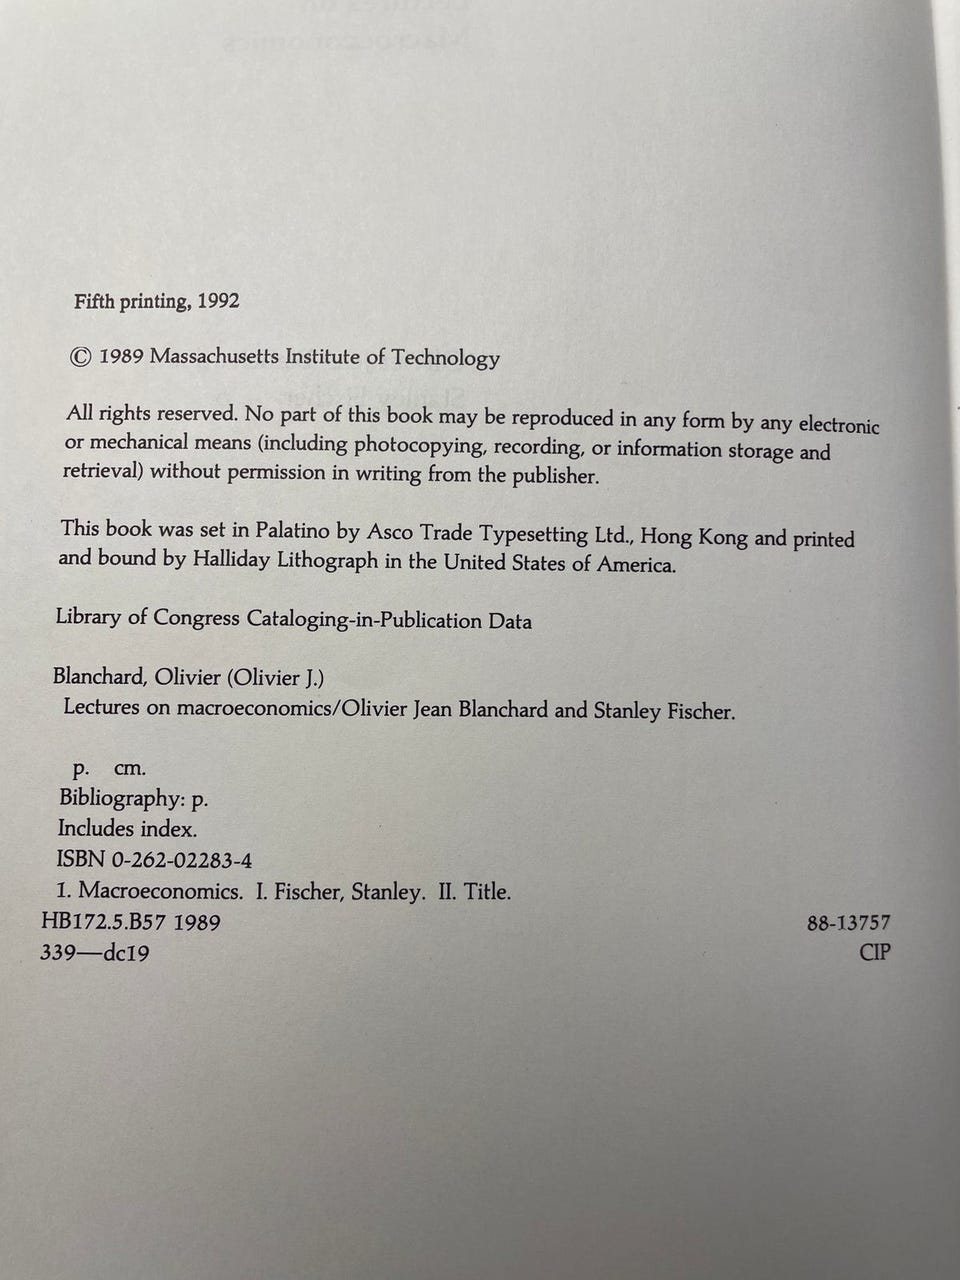 Fifth printing, 1992
© 1989 Massachusetts Institute of Technology
All rights reserved. No part of this book may be reproduced in any form by any electronic
or mechanical means (including photocopying, recording, or information storage and
retrieval) without permission in writing from the publisher.
This book was set in Palatino by Asco Trade Typesetting Ltd., Hong Kong and printed
and bound by Halliday Lithograph in the United States of America.
Library of Congress Cataloging-in-Publication Data
Blanchard, Olivier (Olivier J.)
Lectures on macroeconomics/Olivier Jean Blanchard and Stanley Fischer.
p. cm.
Bibliography: p.
Includes index.
ISBN 0-262-02283-4
1. Macroeconomics. I. Fischer, Stanley. II. Title.
HB172.5.B57 1989 88-13757
339—dc19 CIP